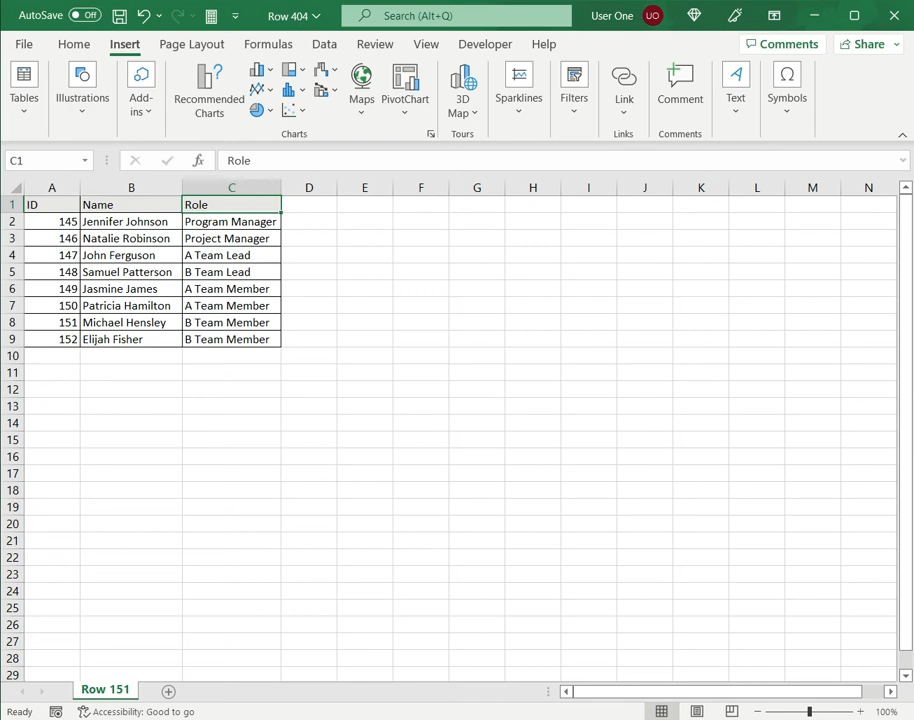 AutoSave Off Row 404 Search (Alt+Q) User One UO
File Home Insert Page Layout Formulas Data Review View Developer Help Comments Share
Tables Illustrations Add-ins Recommended Charts Maps PivotChart 3D Map Sparklines Filters Link Comment Text Symbols
Charts Tours Links Comments
C1 fx Role
A B C D E F G H I J K L M N
1 ID Name Role
2 145 Jennifer Johnson Program Manager
3 146 Natalie Robinson Project Manager
4 147 John Ferguson A Team Lead
5 148 Samuel Patterson B Team Lead
6 149 Jasmine James A Team Member
7 150 Patricia Hamilton A Team Member
8 151 Michael Hensley B Team Member
9 152 Elijah Fisher B Team Member
10
11
12
13
14
15
16
17
18
19
20
21
22
23
24
25
26
27
28
29
Row 151
Ready Accessibility: Good to go 100%